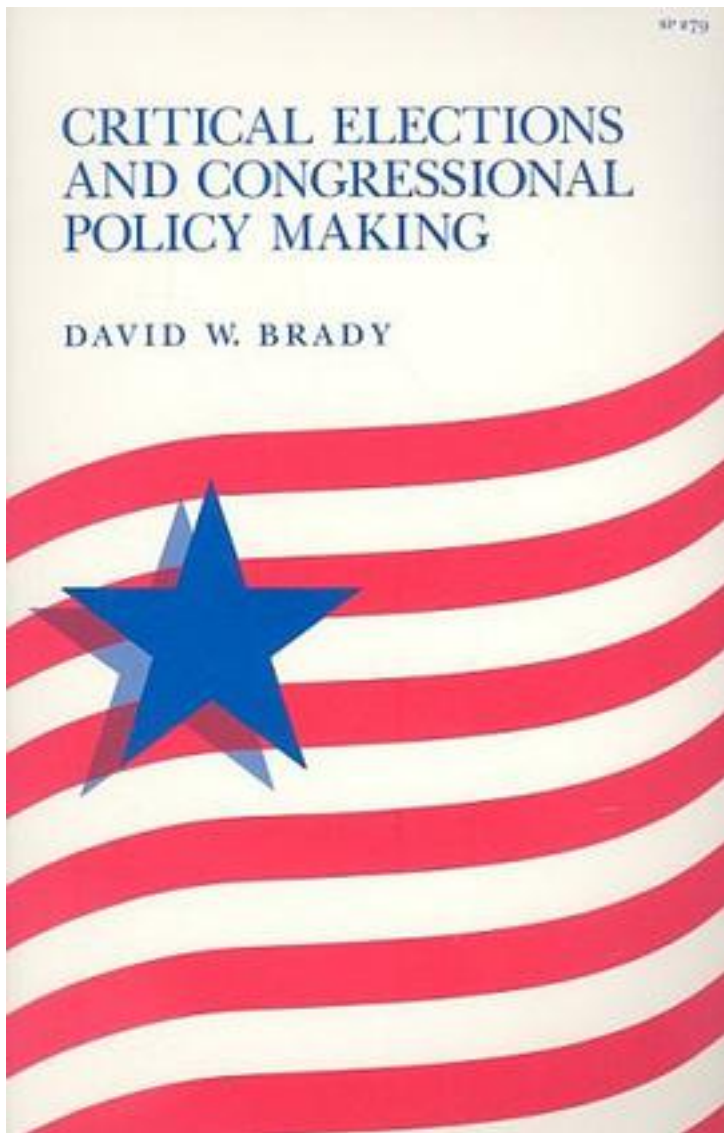 SP 279
CRITICAL ELECTIONS
AND CONGRESSIONAL
POLICY MAKING
DAVID W. BRADY